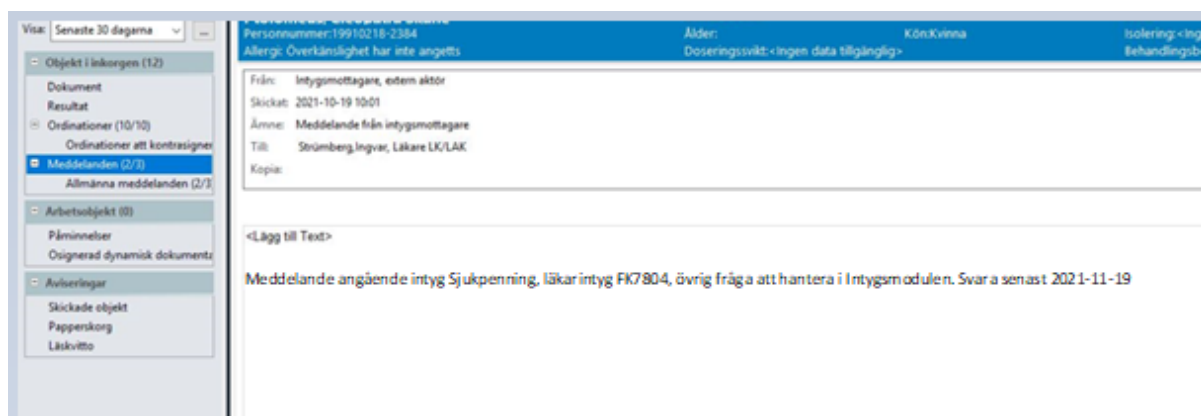 Visa: Senaste 30 dagarna ...
Objekt i inkorgen (12)
Dokument
Resultat
Ordinationer (10/10)
Ordinationer att kontrasigner
Meddelanden (2/3)
Allmänna meddelanden (2/3
Arbetsobjekt (0)
Påminnelser
Osignerad dynamisk dokumenta
Aviseringar
Skickade objekt
Papperskorg
Läskvitto
Personnummer:19910218-2384 Ålder: Kön:Kvinna Isolering:<Ing
Allergi: Överkänslighet har inte angetts Doseringssvikt:<Ingen data tillgänglig> Behandlingsb
Från: Intygsmottagare, extern aktör
Skickat: 2021-10-19 10:01
Ämne: Meddelande från intygsmottagare
Till: Strümberg,Ingvar, Läkare LK/LAK
Kopia:
<Lägg till Text>
Meddelande angående intyg Sjukpenning, läkarintyg FK7804, övrig fråga att hantera i Intygsmodulen. Svara senast 2021-11-19